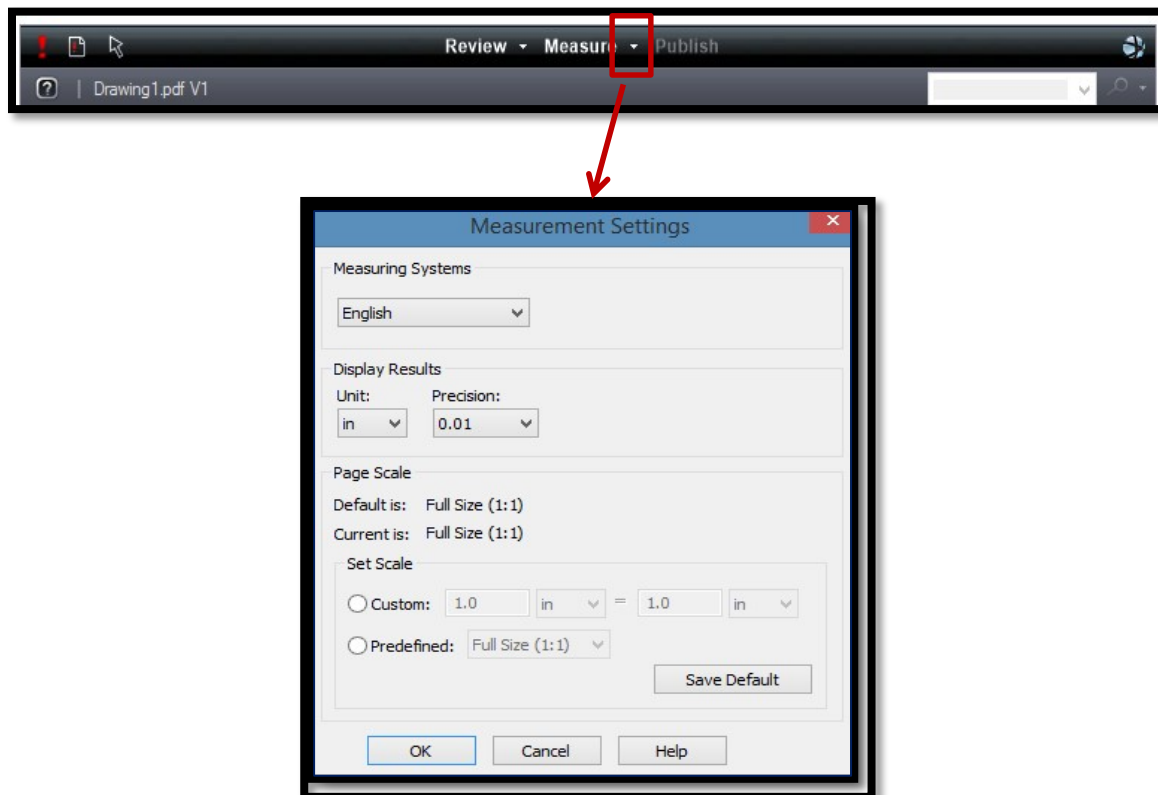 Review Measure Publish
? | Drawing1.pdf V1
Measurement Settings
Measuring Systems
English
Display Results
Unit: Precision:
in 0.01
Page Scale
Default is: Full Size (1:1)
Current is: Full Size (1:1)
Set Scale
Custom: 1.0 in = 1.0 in
Predefined: Full Size (1:1)
Save Default
OK Cancel Help